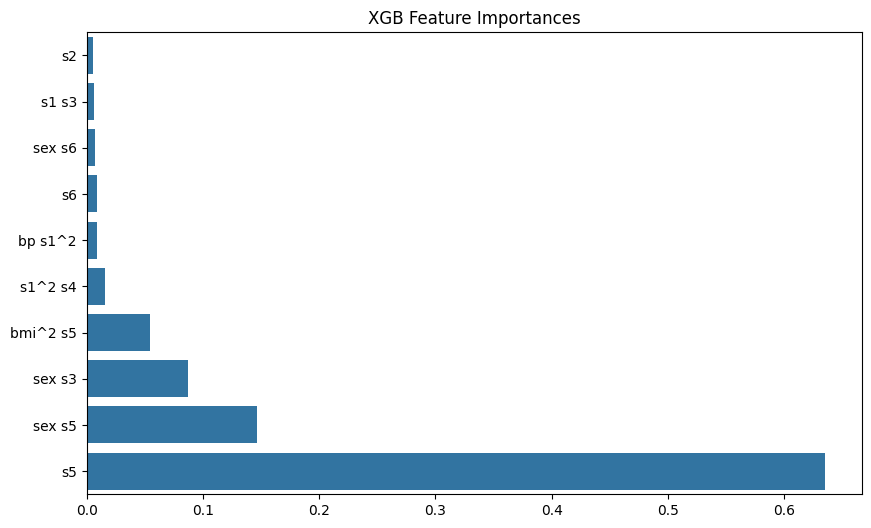 XGB Feature Importances
s2
s1 s3
sex s6
s6
bp s1^2
s1^2 s4
bmi^2 s5
sex s3
sex s5
s5
0.0 0.1 0.2 0.3 0.4 0.5 0.6